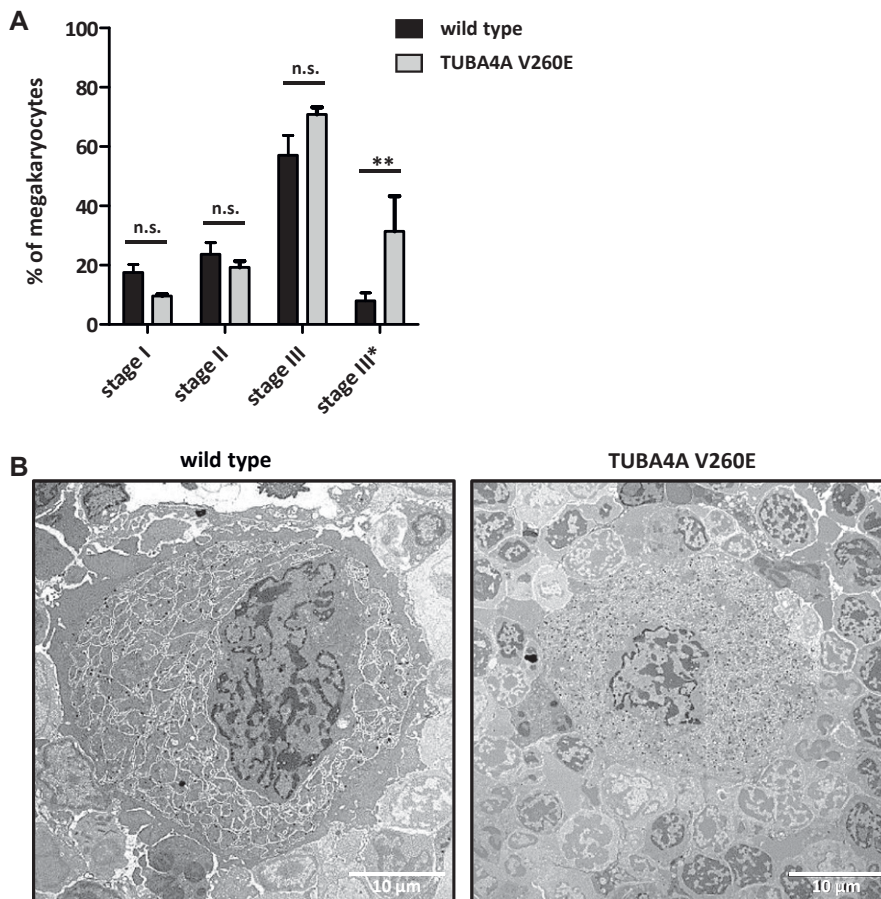 A
100
80
60
40
20
0
% of megakaryocytes
wild type
TUBA4A V260E
n.s.
n.s.
n.s.
**
stage I
stage II
stage III
stage III*
B
wild type
TUBA4A V260E
10 µm
10 µm